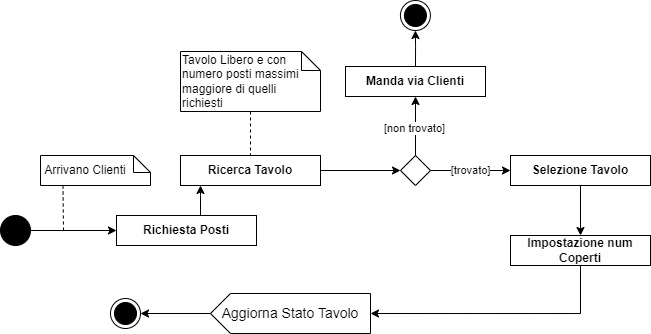 Arrivano Clienti
Richiesta Posti
Tavolo Libero e con
numero posti massimi
maggiore di quelli
richiesti
Ricerca Tavolo
Manda via Clienti
[non trovato]
[trovato]
Selezione Tavolo
Impostazione num
Coperti
Aggiorna Stato Tavolo